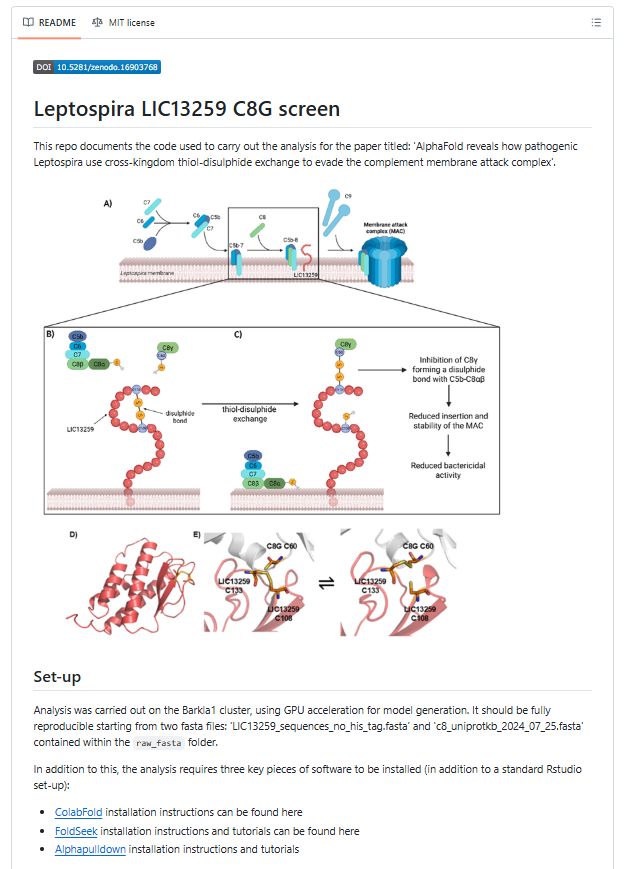 README
MIT license
DOI 10.5281/zenodo.16903768
Leptospira LIC13259 C8G screen
This repo documents the code used to carry out the analysis for the paper titled: 'AlphaFold reveals how pathogenic
Leptospira use cross-kingdom thiol-disulphide exchange to evade the complement membrane attack complex'.
A)
C7
C6
C5b
C6
C5b
C7
C5b-7
C8
C5b-8
C9
LIC13259
Membrane attack
complex (MAC)
Leptospira membrane
B)
C5b
C6
C7
C8β
C8α
C8γ
LIC13259
disulphide
bond
thiol-disulphide
exchange
C)
C8γ
C5b
C6
C7
C8β
C8α
Inhibition of C8γ
forming a disulphide
bond with C5b-C8αβ
Reduced insertion and
stability of the MAC
Reduced bactericidal
activity
D)
E)
C8G C60
LIC13259
C133
LIC13259
C108
C8G C60
LIC13259
C133
LIC13259
C108
Set-up
Analysis was carried out on the Barkla1 cluster, using GPU acceleration for model generation. It should be fully
reproducible starting from two fasta files: 'LIC13259_sequences_no_his_tag.fasta' and 'c8_uniprotkb_2024_07_25.fasta'
contained within the raw_fasta folder.
In addition to this, the analysis requires three key pieces of software to be installed (in addition to a standard Rstudio
set-up):
• ColabFold installation instructions can be found here
• FoldSeek installation instructions and tutorials can be found here
• Alphapulldown installation instructions and tutorials